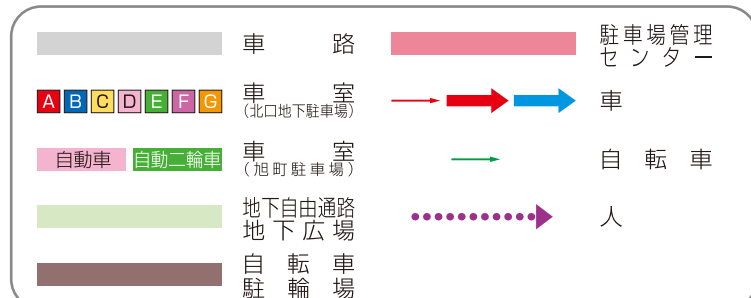 車路
A B C D E F G
車室
(北口地下駐車場)
自動車 自動二輪車
車室
(旭町駐車場)
地下自由通路
地下広場
自転車
駐輪場
駐車場管理
センター
車
自転車
人